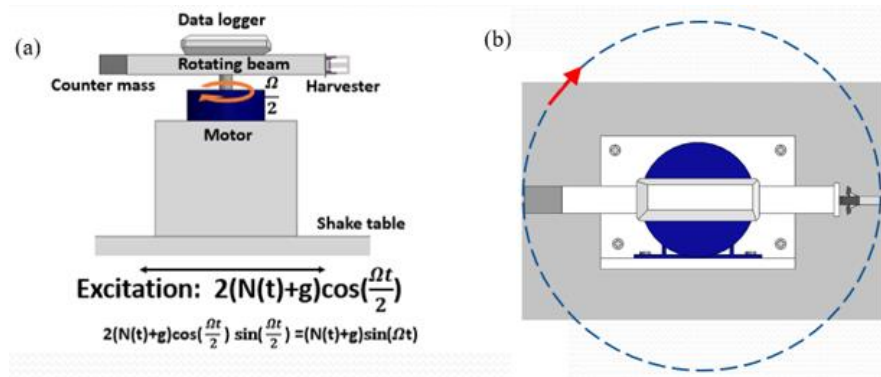 (a)
Data logger
Rotating beam
Counter mass
Ω/2
Harvester
Motor
Shake table
Excitation: 2(N(t)+g)cos(Ωt/2)
2(N(t)+g)cos(Ωt/2) sin(Ωt/2) =(N(t)+g)sin(Ωt)
(b)